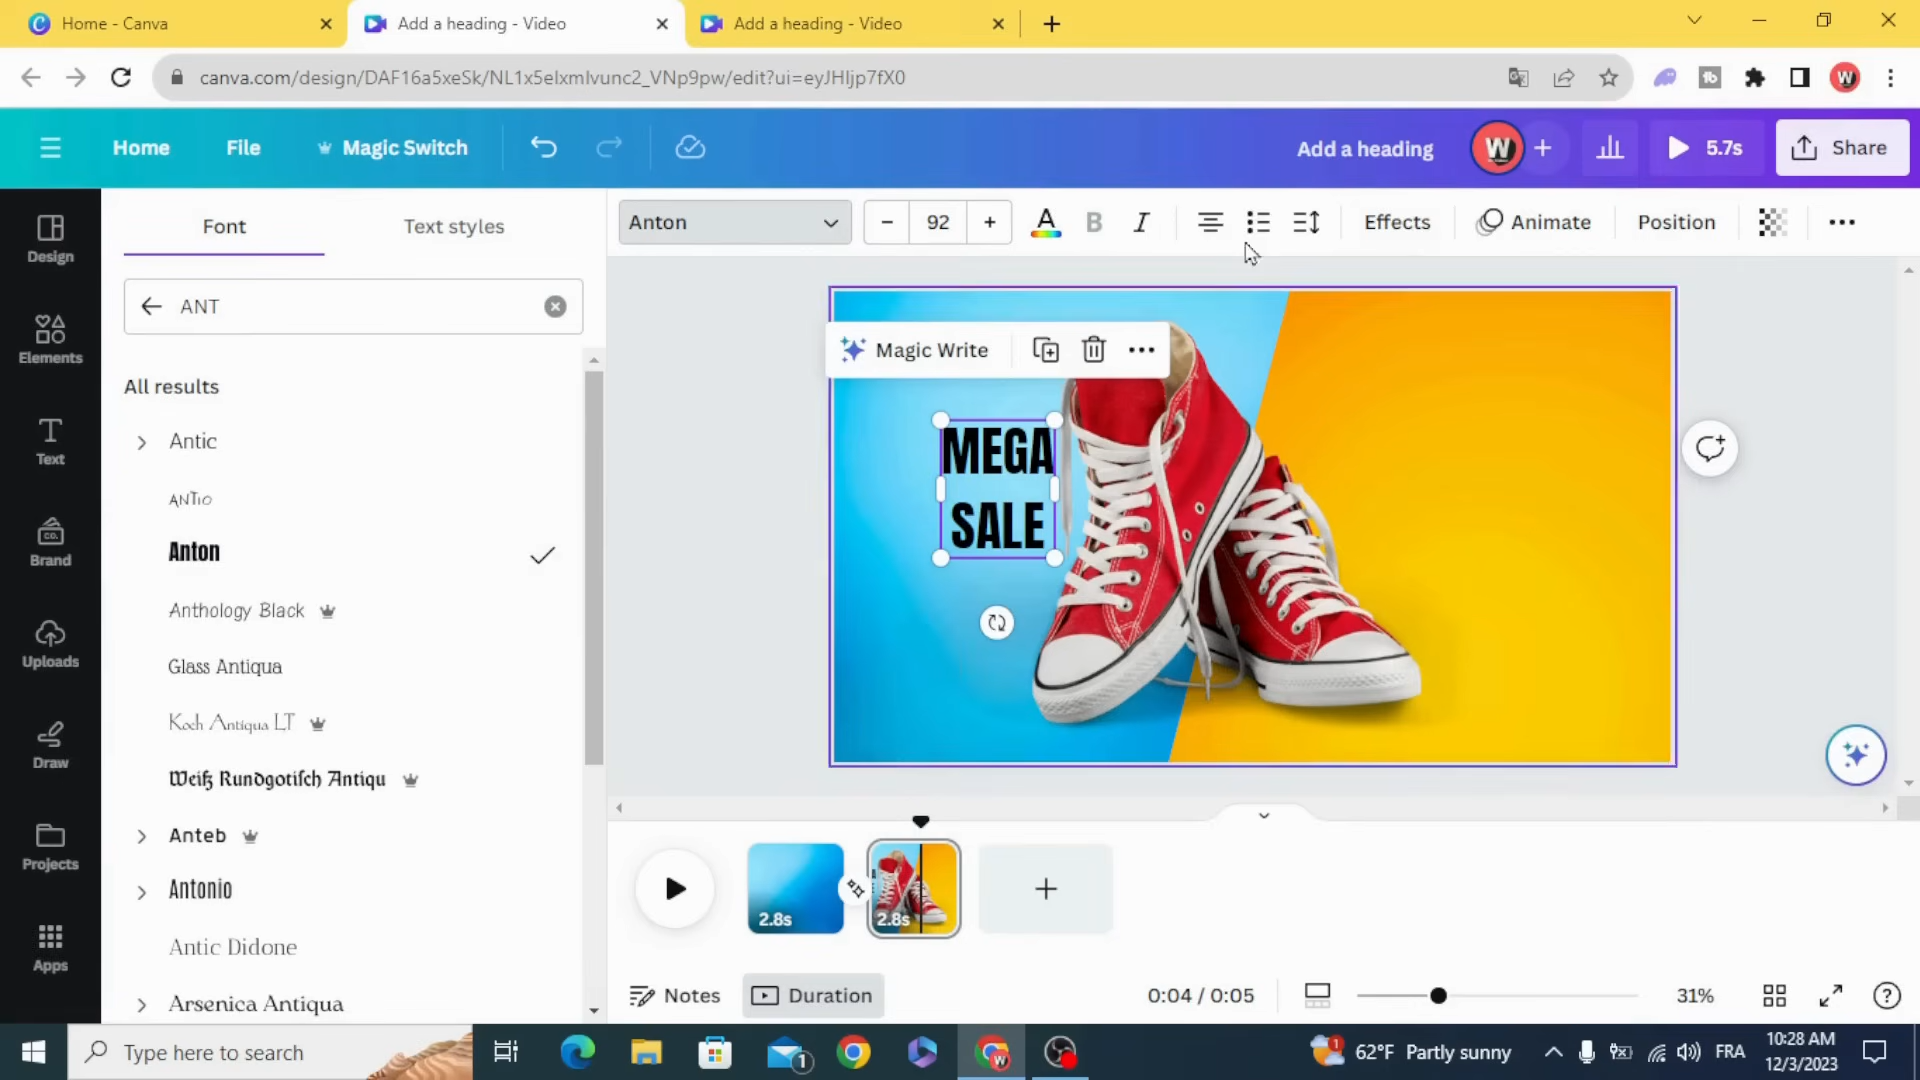 Home - Canva
Add a heading - Video
Add a heading - Video
canva.com/design/DAF16a5xeSk/NL1x5elxmlvunc2_VNp9pw/edit?ui=eyJHIjp7fX0
Home
File
Magic Switch
Add a heading
W
5.7s
Share
Design
Elements
Text
Brand
Uploads
Draw
Projects
Apps
Font
Text styles
ANT
All results
Antic
ANTIO
Anton
Anthology Black
Glass Antiqua
Koch Antiqua LT
Weiß Rundgotisch Antiqu
Anteb
Antonio
Antic Didone
Arsenica Antiqua
Anton
92
A
B
I
Effects
Animate
Position
Magic Write
MEGA
SALE
2.8s
2.8s
Notes
Duration
0:04 / 0:05
31%
Type here to search
1
1
62°F Partly sunny
FRA
10:28 AM
12/3/2023